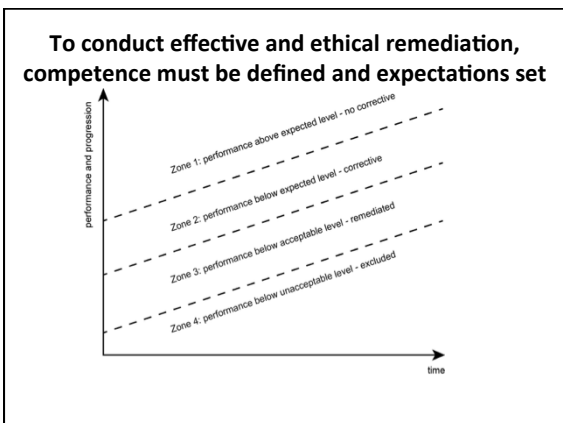 To conduct effective and ethical remediation,
competence must be defined and expectations set
performance and progression
Zone 1: performance above expected level - no corrective
Zone 2: performance below expected level - corrective
Zone 3: performance below acceptable level - remediated
Zone 4: performance below unacceptable level - excluded
time